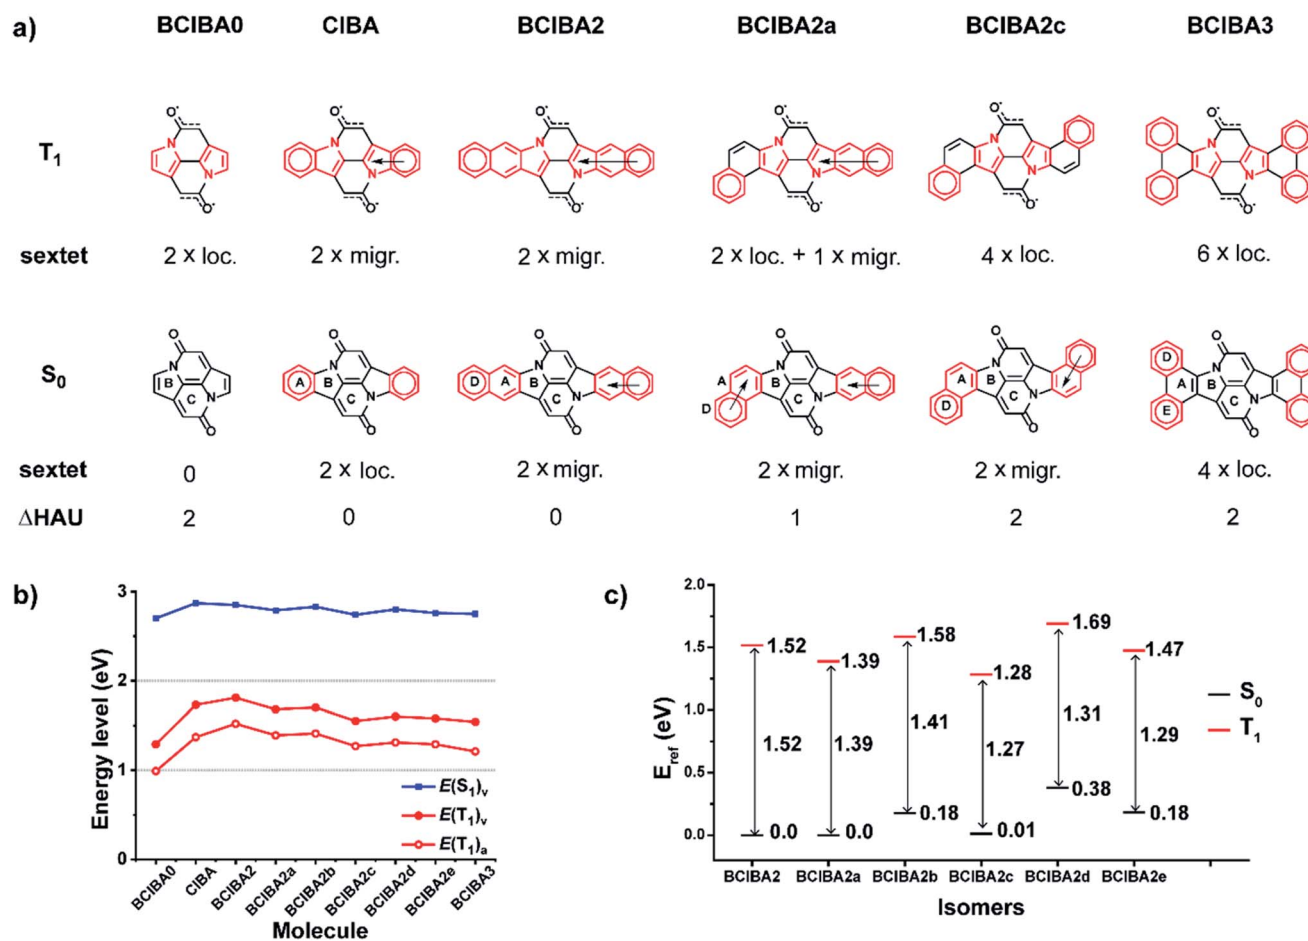 a) BCIBA0 CIBA BCIBA2 BCIBA2a BCIBA2c BCIBA3
T1
O• O• O• O• O• O•
N N N N N N
N N N N N N
O• O• O• O• O• O•
sextet 2 x loc. 2 x migr. 2 x migr. 2 x loc. + 1 x migr. 4 x loc. 6 x loc.
S0
O O O O O O
N N N N N N
B A B D A B A B A B D A B
C C C D C D C E C
N N N N N N
O O O O O O
sextet 0 2 x loc. 2 x migr. 2 x migr. 2 x migr. 4 x loc.
ΔHAU 2 0 0 1 2 2
b)
Energy level (eV)
3
2
1
0
E(S1)v
E(T1)v
E(T1)a
BCIBA0 CIBA BCIBA2 BCIBA2a BCIBA2b BCIBA2c BCIBA2d BCIBA2e BCIBA3
Molecule
c)
Eref (eV)
2.0
1.5
1.0
0.5
0.0
1.52 1.39 1.58 1.28 1.69 1.47
1.52 1.39 1.41 1.27 1.31 1.29
0.0 0.0 0.18 0.01 0.38 0.18
S0
T1
BCIBA2 BCIBA2a BCIBA2b BCIBA2c BCIBA2d BCIBA2e
Isomers